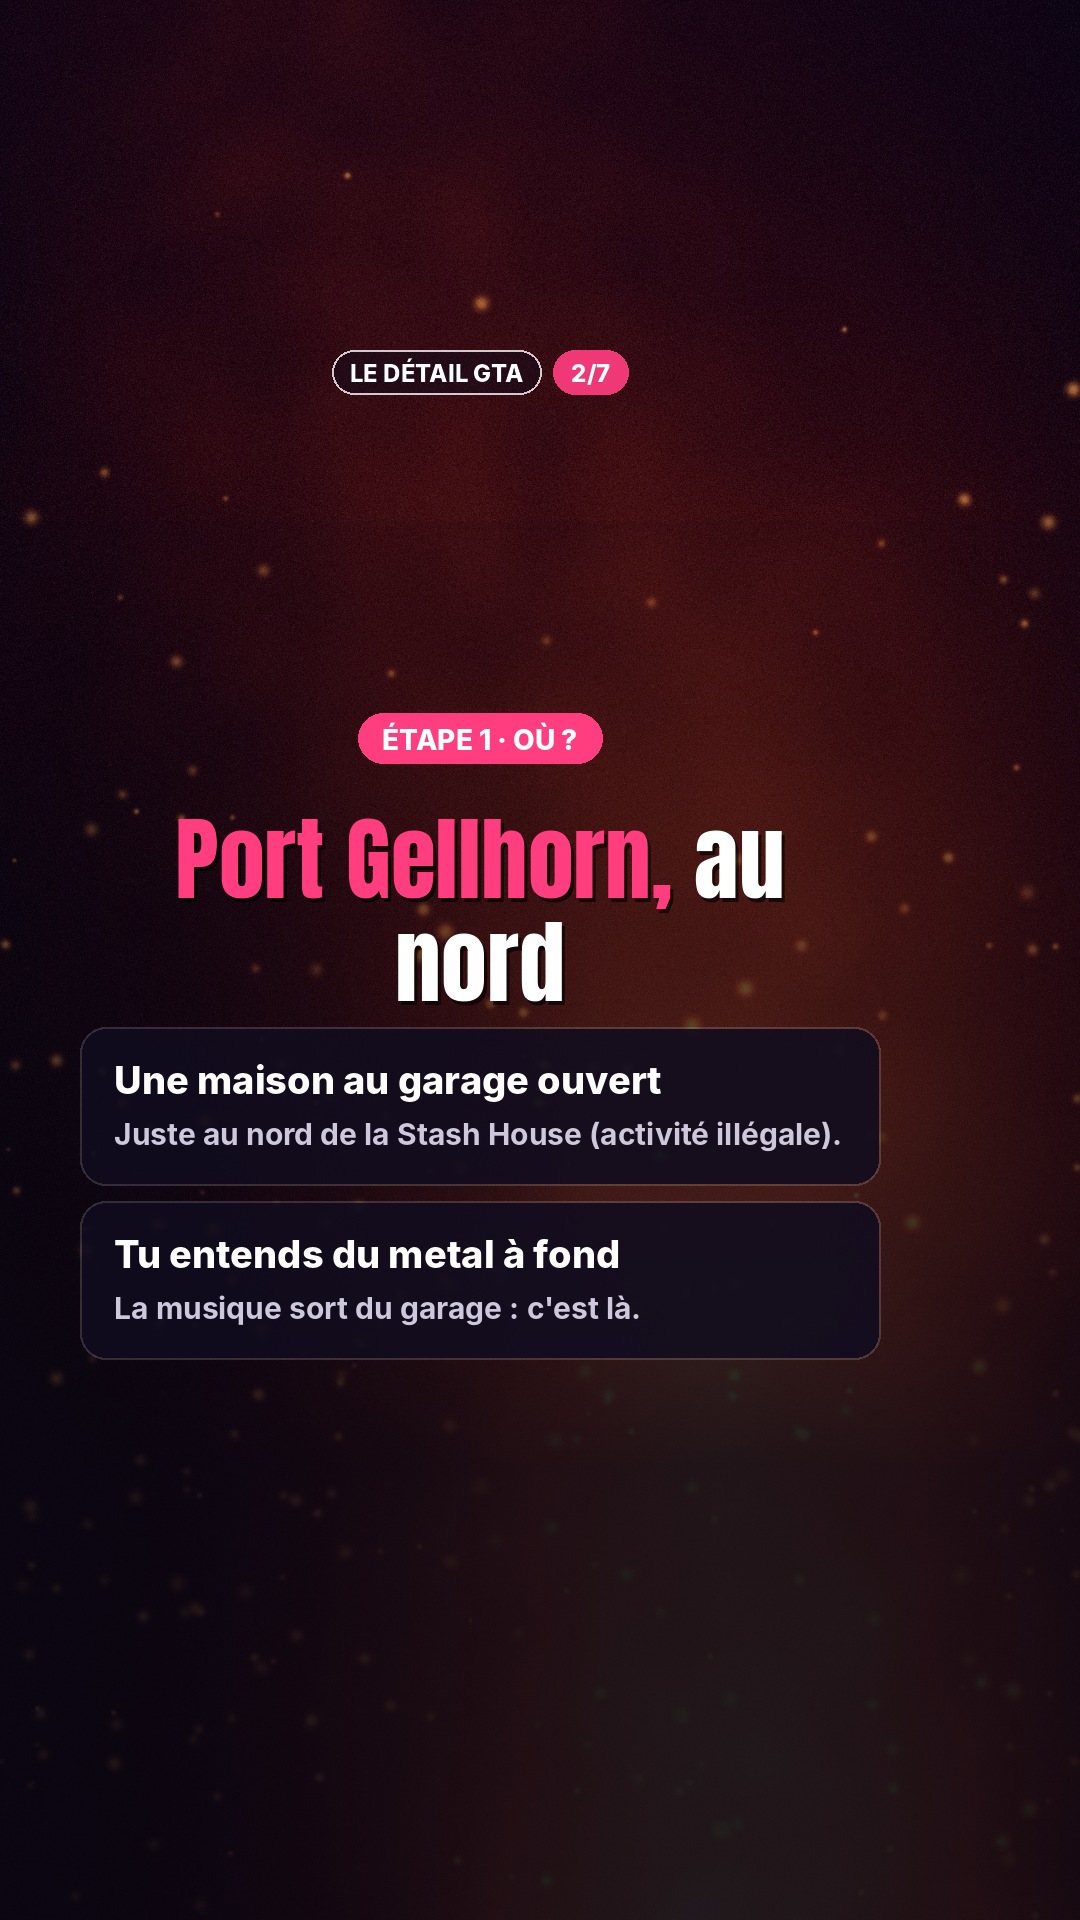 LE DÉTAIL GTA 2/7
ÉTAPE 1 · OÙ ?
Port Gellhorn, au
nord
Une maison au garage ouvert
Juste au nord de la Stash House (activité illégale).
Tu entends du metal à fond
La musique sort du garage : c'est là.